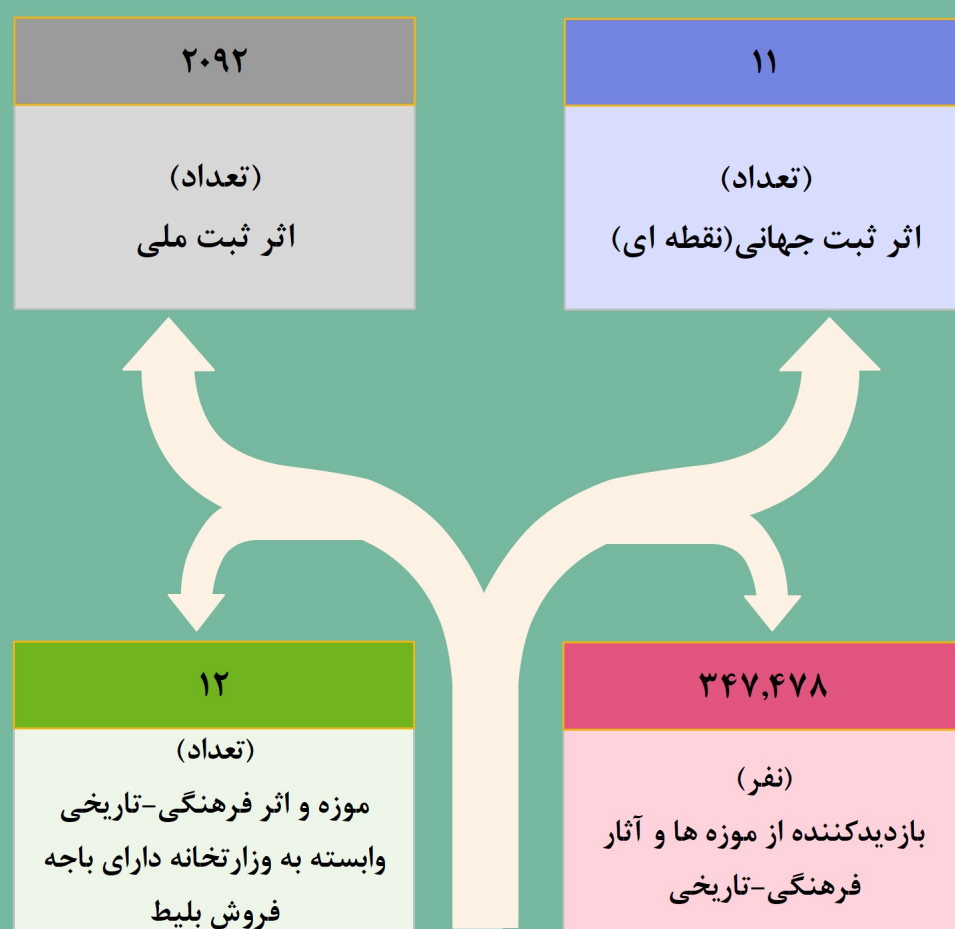 ۱۱
(تعداد)
اثر ثبت جهانی(نقطه ای)
۲۰۹۲
(تعداد)
اثر ثبت ملی
۳۴۷,۴۷۸
(نفر)
بازدیدکننده از موزه ها و آثار
فرهنگی-تاریخی
۱۲
(تعداد)
موزه و اثر فرهنگی-تاریخی
وابسته به وزارتخانه دارای باجه
فروش بلیط